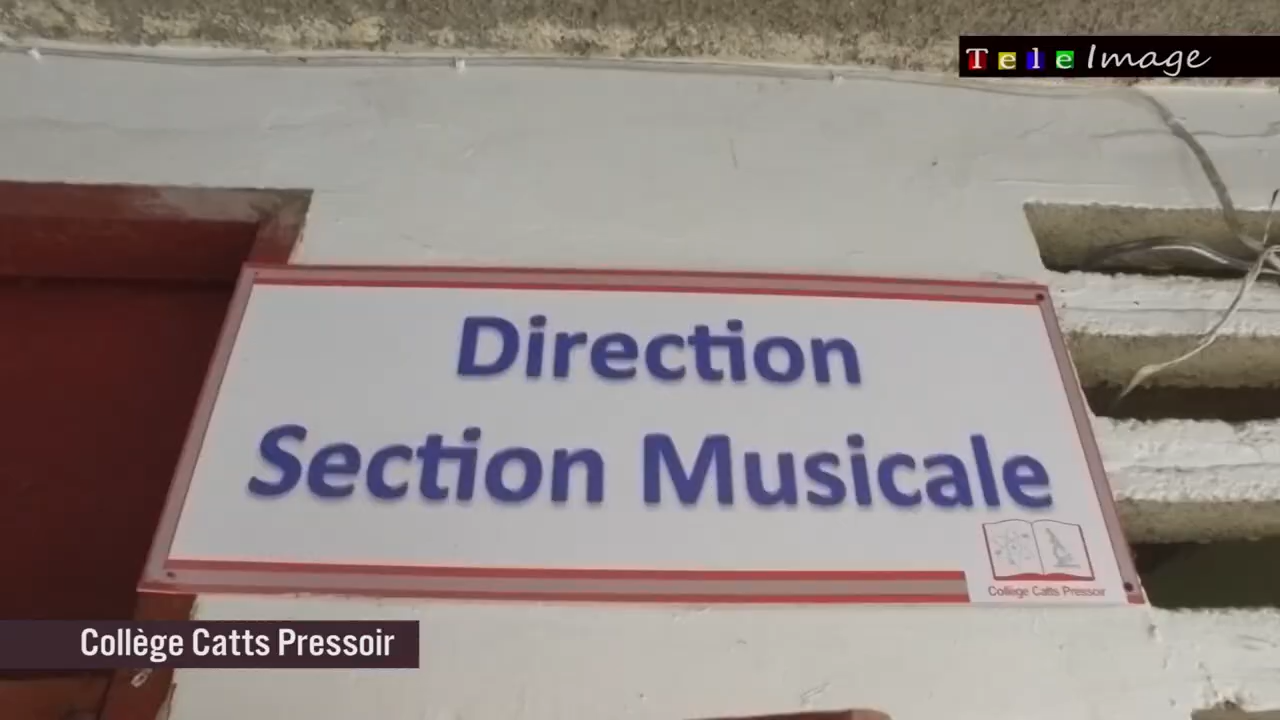 Tele Image
Direction
Section Musicale
Collège Catts Pressoir
Collège Catts Pressoir